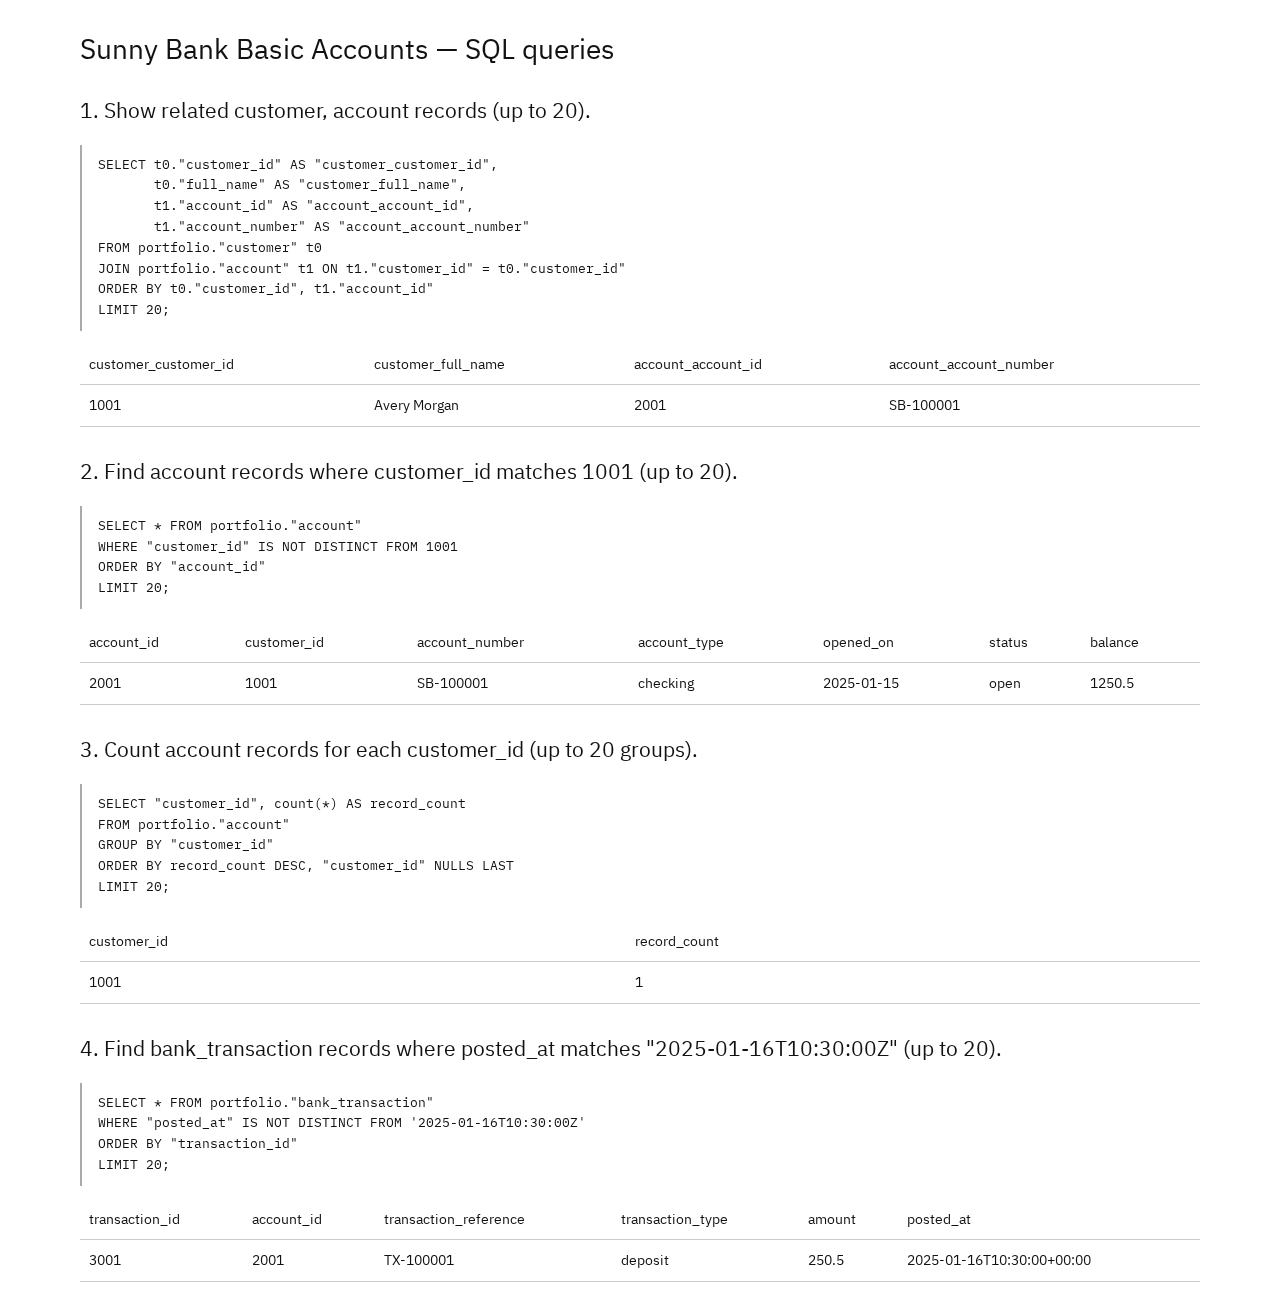 Sunny Bank Basic Accounts — SQL queries
1. Show related customer, account records (up to 20).
SELECT t0."customer_id" AS "customer_customer_id",
       t0."full_name" AS "customer_full_name",
       t1."account_id" AS "account_account_id",
       t1."account_number" AS "account_account_number"
FROM portfolio."customer" t0
JOIN portfolio."account" t1 ON t1."customer_id" = t0."customer_id"
ORDER BY t0."customer_id", t1."account_id"
LIMIT 20;
customer_customer_id customer_full_name account_account_id account_account_number
1001 Avery Morgan 2001 SB-100001
2. Find account records where customer_id matches 1001 (up to 20).
SELECT * FROM portfolio."account"
WHERE "customer_id" IS NOT DISTINCT FROM 1001
ORDER BY "account_id"
LIMIT 20;
account_id customer_id account_number account_type opened_on status balance
2001 1001 SB-100001 checking 2025-01-15 open 1250.5
3. Count account records for each customer_id (up to 20 groups).
SELECT "customer_id", count(*) AS record_count
FROM portfolio."account"
GROUP BY "customer_id"
ORDER BY record_count DESC, "customer_id" NULLS LAST
LIMIT 20;
customer_id record_count
1001 1
4. Find bank_transaction records where posted_at matches "2025-01-16T10:30:00Z" (up to 20).
SELECT * FROM portfolio."bank_transaction"
WHERE "posted_at" IS NOT DISTINCT FROM '2025-01-16T10:30:00Z'
ORDER BY "transaction_id"
LIMIT 20;
transaction_id account_id transaction_reference transaction_type amount posted_at
3001 2001 TX-100001 deposit 250.5 2025-01-16T10:30:00+00:00